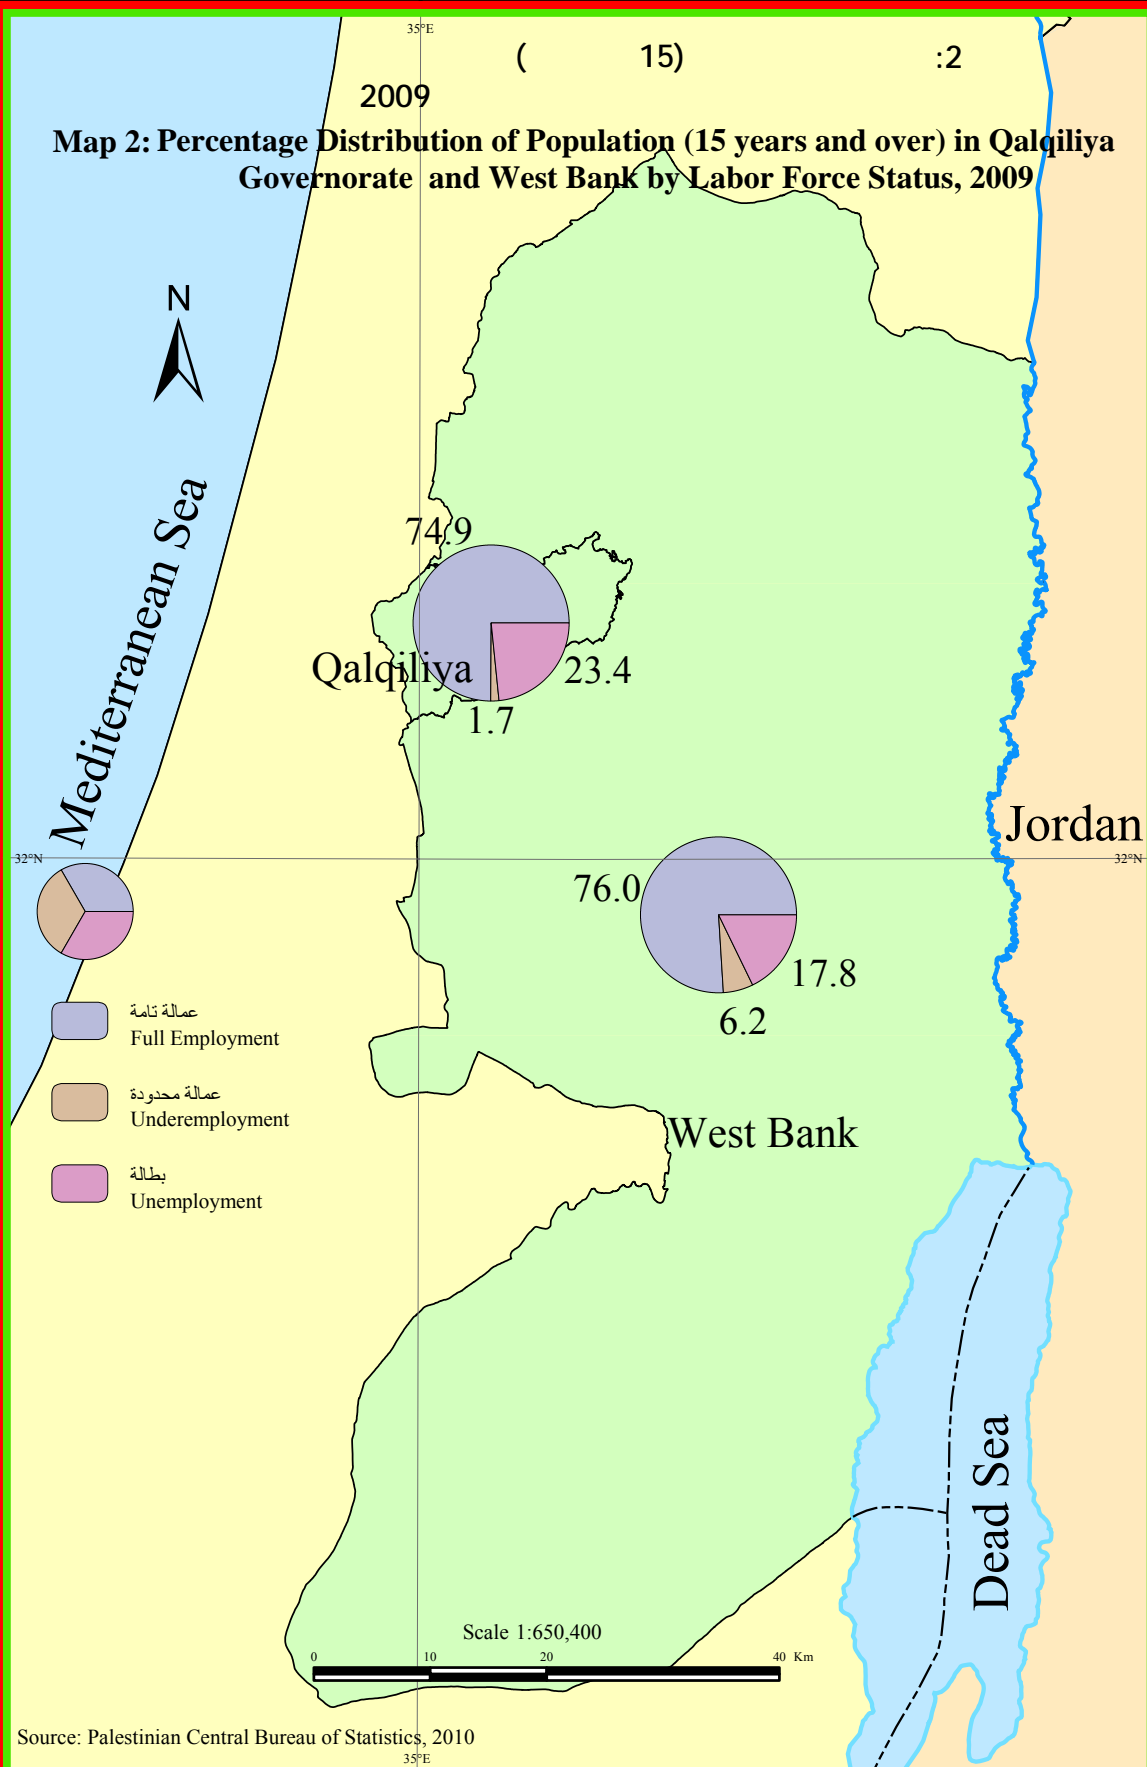 35°E
( 15) :2
2009
Map 2: Percentage Distribution of Population (15 years and over) in Qalqiliya
Governorate and West Bank by Labor Force Status, 2009
N
Mediterranean Sea
74.9
Qalqiliya
23.4
1.7
Jordan
32°N
32°N
76.0
17.8
6.2
عمالة تامة
Full Employment
عمالة محدودة
Underemployment
بطالة
Unemployment
West Bank
Dead Sea
Scale 1:650,400
0 10 20 40 Km
Source: Palestinian Central Bureau of Statistics, 2010
35°E